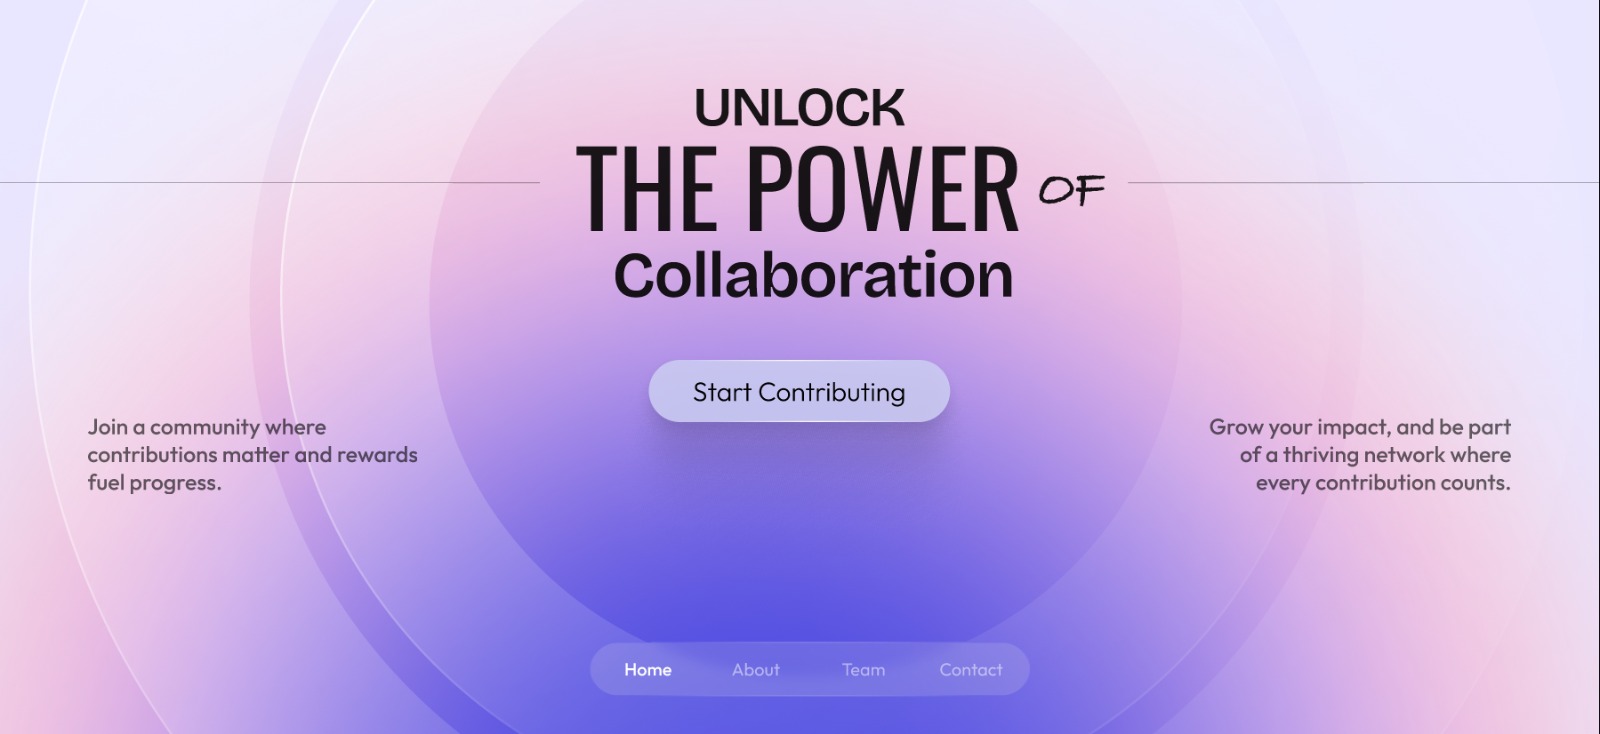 UNLOCK
THE POWER OF
Collaboration
Start Contributing
Join a community where
contributions matter and rewards
fuel progress.
Grow your impact, and be part
of a thriving network where
every contribution counts.
Home About Team Contact